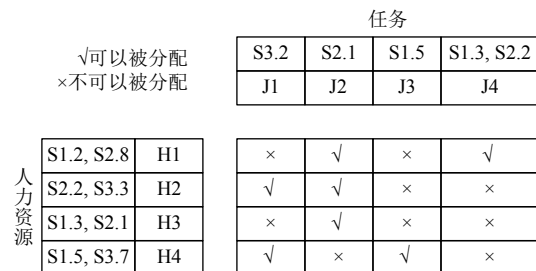 任务
√可以被分配
×不可以被分配
S3.2 S2.1 S1.5 S1.3, S2.2
J1 J2 J3 J4
人力资源
S1.2, S2.8 H1 × √ × √
S2.2, S3.3 H2 √ √ × ×
S1.3, S2.1 H3 × √ × ×
S1.5, S3.7 H4 √ × √ ×